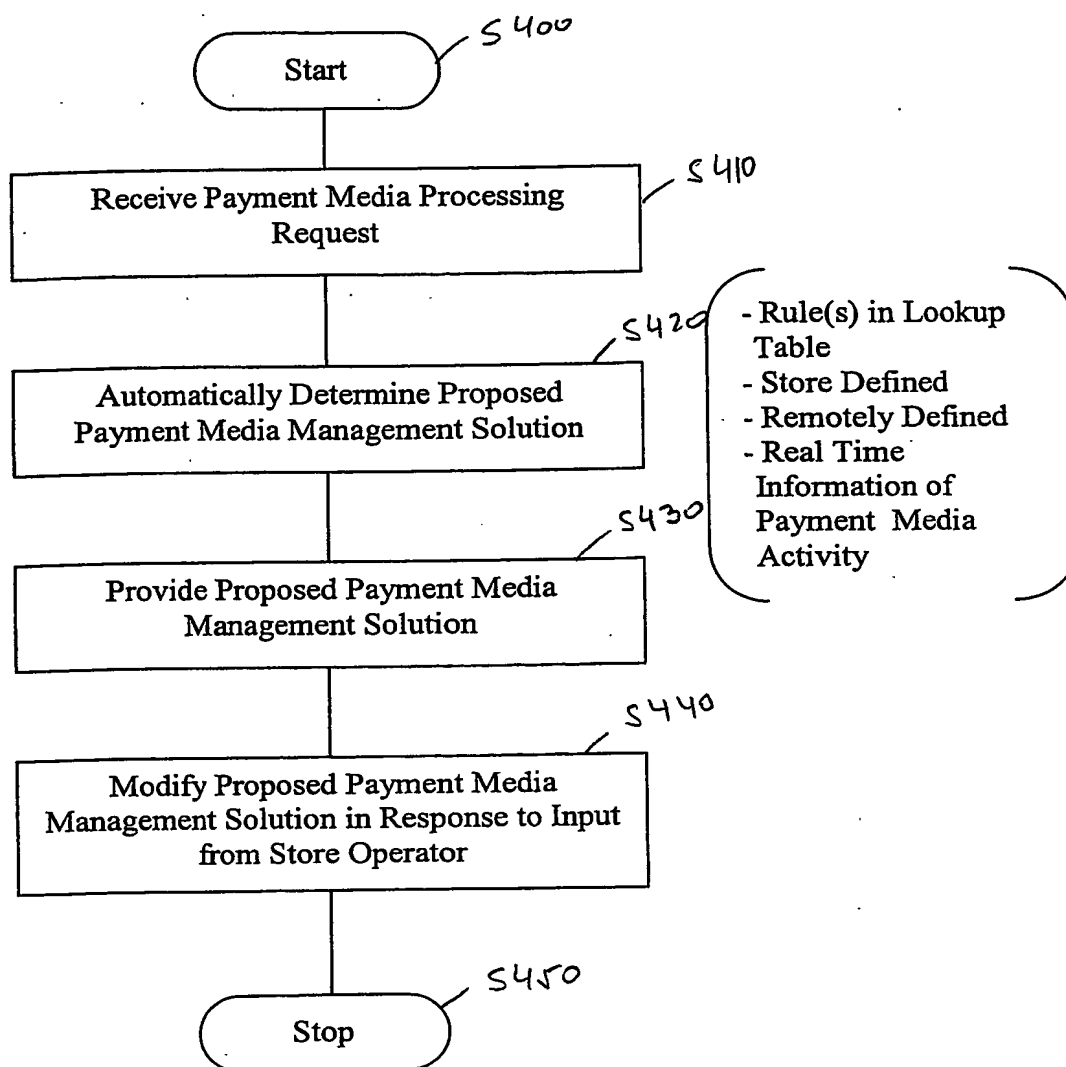 S400
Start
S410
Receive Payment Media Processing
Request
S420
Automatically Determine Proposed
Payment Media Management Solution
- Rule(s) in Lookup
Table
- Store Defined
- Remotely Defined
- Real Time
Information of
Payment Media
Activity
S430
Provide Proposed Payment Media
Management Solution
S440
Modify Proposed Payment Media
Management Solution in Response to Input
from Store Operator
S450
Stop